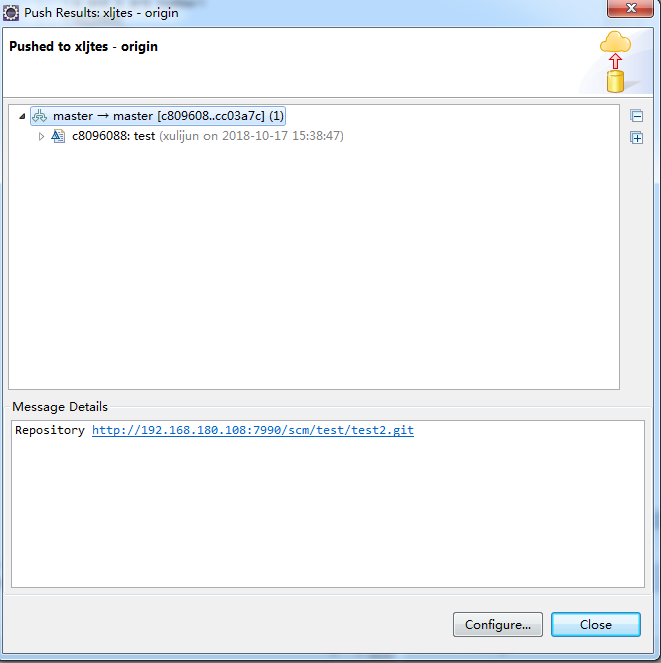 Push Results: xljtes - origin
Pushed to xljtes - origin
master → master [c809608..cc03a7c] (1)
c8096088: test (xulijun on 2018-10-17 15:38:47)
Message Details
Repository http://192.168.180.108:7990/scm/test/test2.git
Configure...
Close